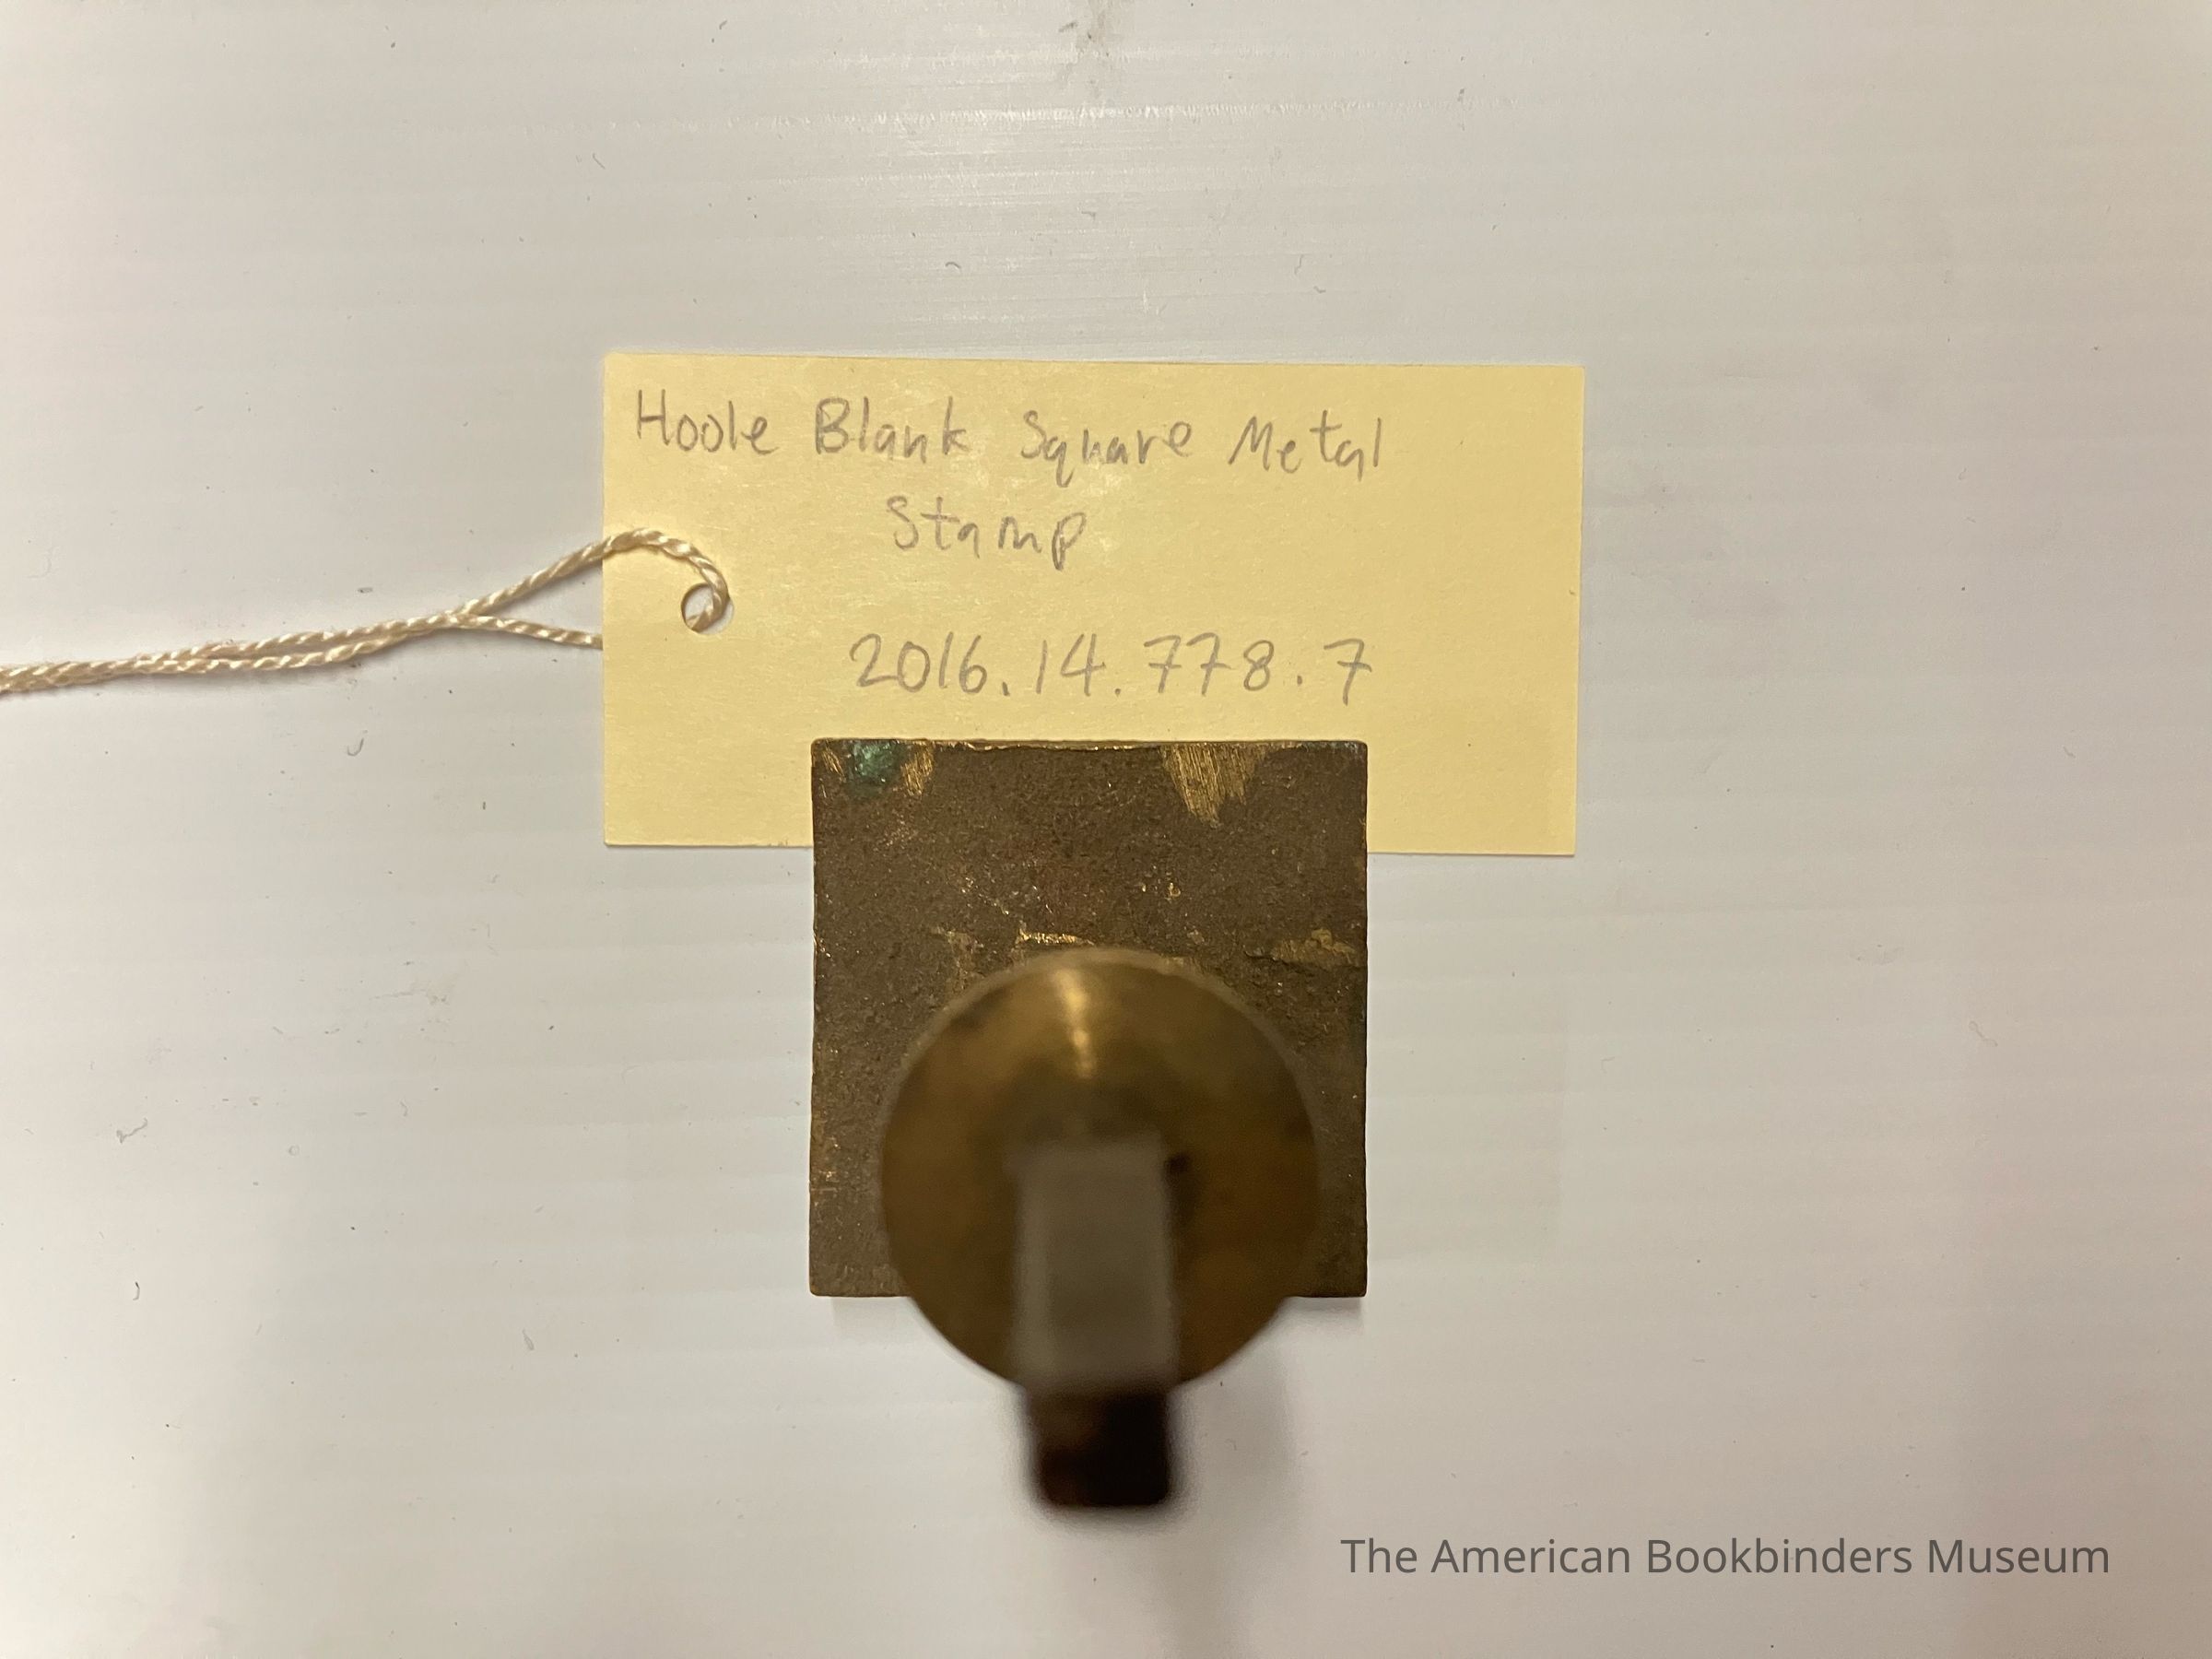 Hoole Blank Square Metal
Stamp
2016.14.778.7
The American Bookbinders Museum